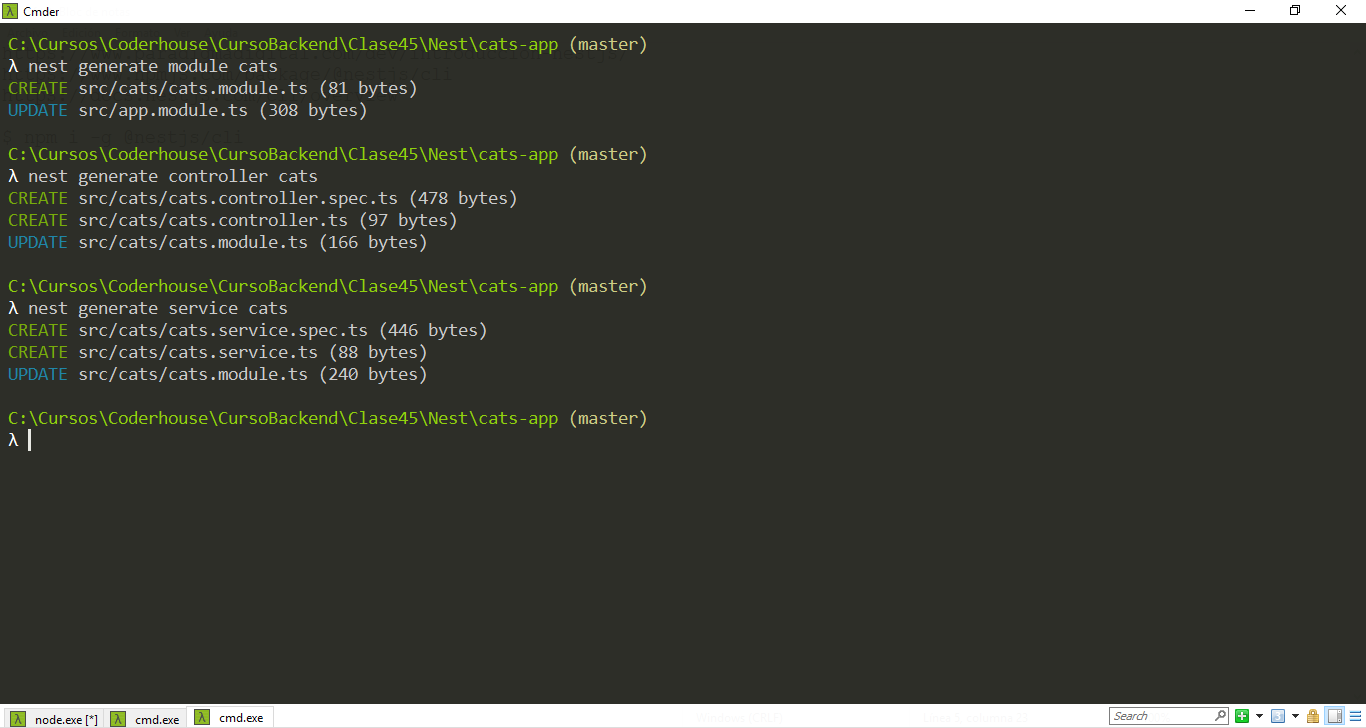 Cmder
C:\Cursos\Coderhouse\CursoBackend\Clase45\Nest\cats-app (master)
λ nest generate module cats
CREATE src/cats/cats.module.ts (81 bytes)
UPDATE src/app.module.ts (308 bytes)
C:\Cursos\Coderhouse\CursoBackend\Clase45\Nest\cats-app (master)
λ nest generate controller cats
CREATE src/cats/cats.controller.spec.ts (478 bytes)
CREATE src/cats/cats.controller.ts (97 bytes)
UPDATE src/cats/cats.module.ts (166 bytes)
C:\Cursos\Coderhouse\CursoBackend\Clase45\Nest\cats-app (master)
λ nest generate service cats
CREATE src/cats/cats.service.spec.ts (446 bytes)
CREATE src/cats/cats.service.ts (88 bytes)
UPDATE src/cats/cats.module.ts (240 bytes)
C:\Cursos\Coderhouse\CursoBackend\Clase45\Nest\cats-app (master)
λ
λ node.exe [*] λ cmd.exe λ cmd.exe Search